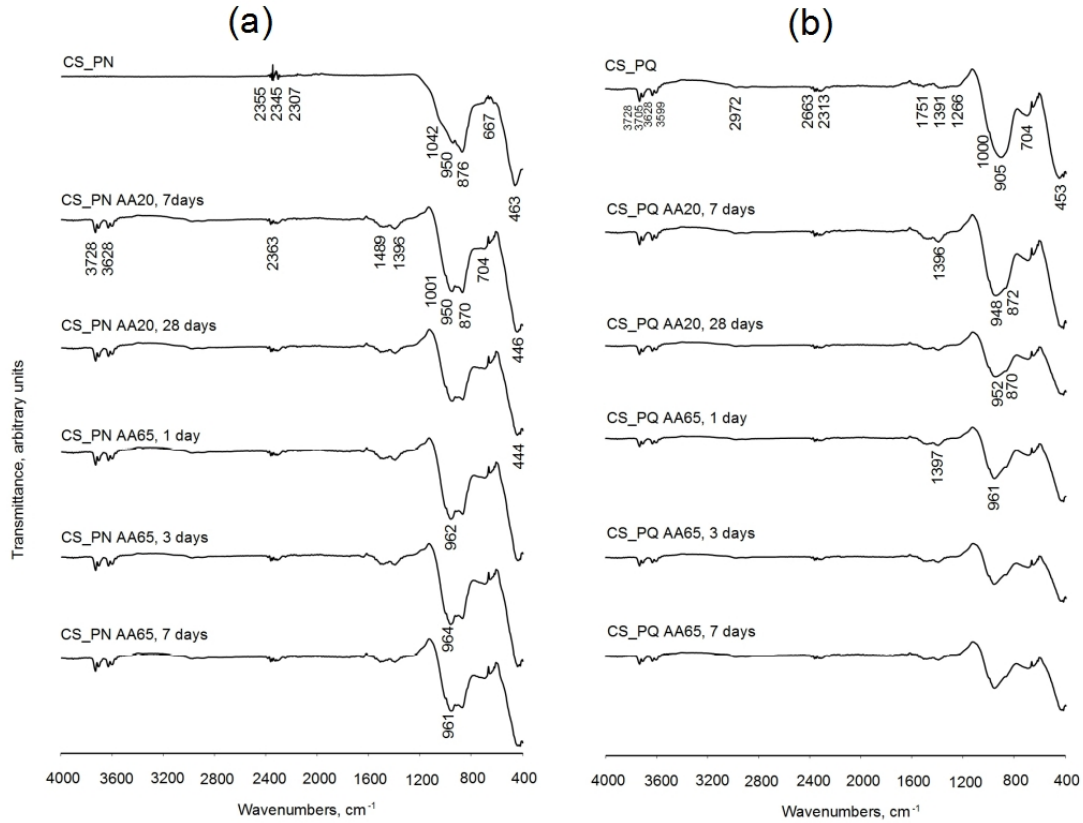 (a)
CS_PN
2355
2345
2307
1042
950
876
667
463
CS_PN AA20, 7days
3728
3628
2363
1489
1396
1001
950
870
704
446
CS_PN AA20, 28 days
444
CS_PN AA65, 1 day
962
CS_PN AA65, 3 days
964
CS_PN AA65, 7 days
961
Transmittance, arbitrary units
4000 3600 3200 2800 2400 2000 1600 1200 800 400
Wavenumbers, cm-1
(b)
CS_PQ
3728
3705
3628
3599
2972
2663
2313
1751
1391
1266
1000
905
704
453
CS_PQ AA20, 7 days
1396
948
872
CS_PQ AA20, 28 days
952
870
CS_PQ AA65, 1 day
1397
961
CS_PQ AA65, 3 days
CS_PQ AA65, 7 days
4000 3600 3200 2800 2400 2000 1600 1200 800 400
Wavenumbers, cm-1